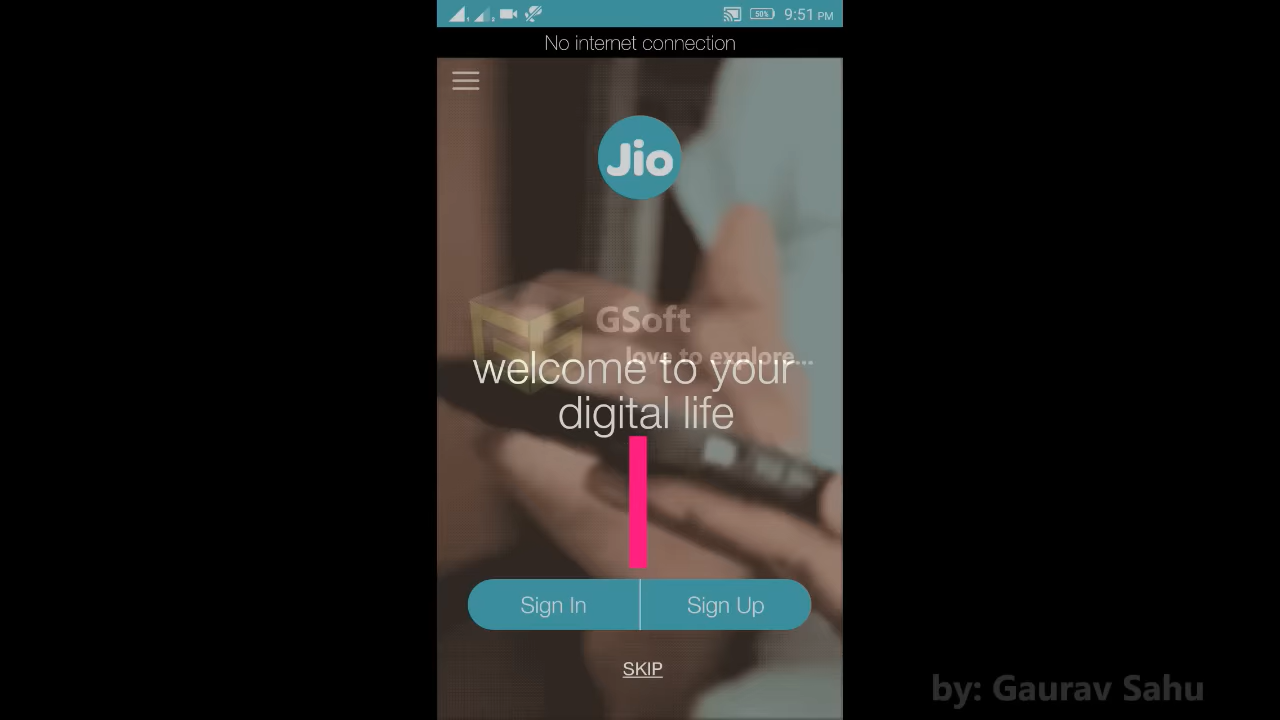 50% 9:51 PM
No internet connection
Jio
GSoft
love to explore...
welcome to your
digital life
Sign In Sign Up
SKIP
by: Gaurav Sahu